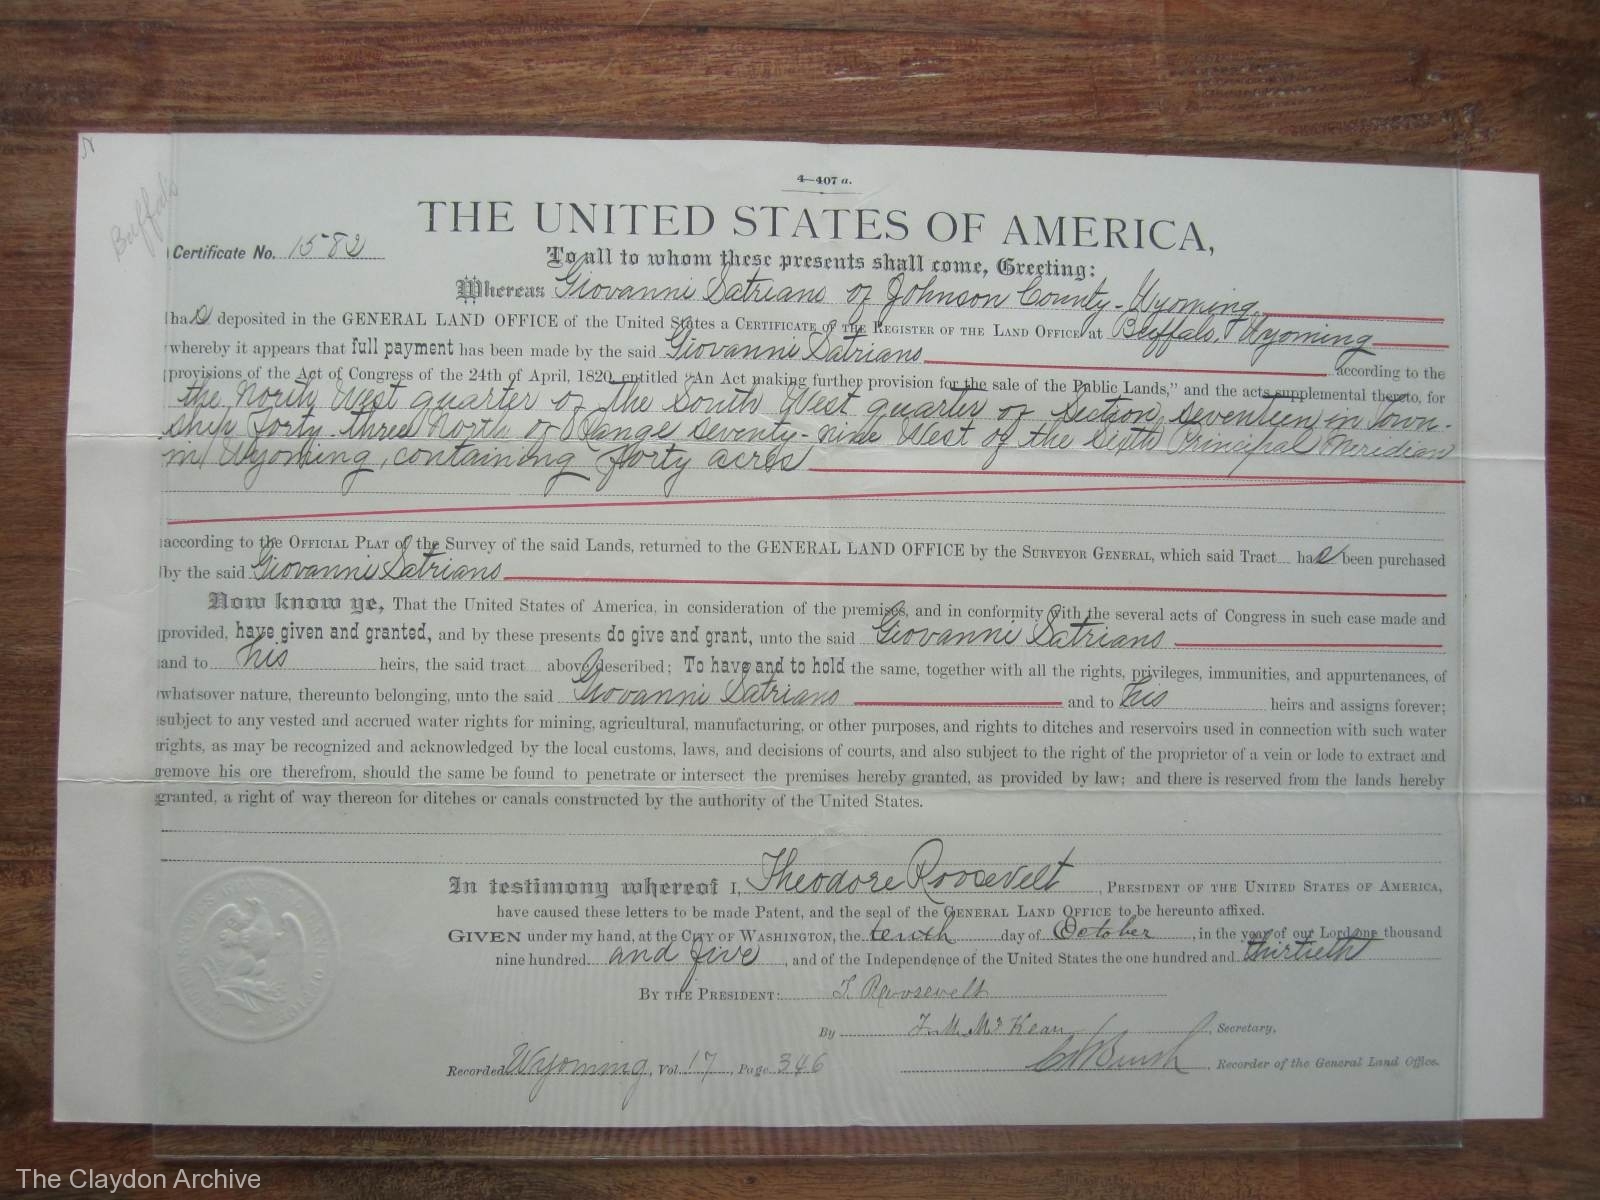 4—407 a.
Buffalo
THE UNITED STATES OF AMERICA,
Certificate No. 1582
To all to whom these presents shall come, Greeting:
Whereas Giovanni Satrians of Johnson County - Wyoming.
ha s deposited in the GENERAL LAND OFFICE of the United States a CERTIFICATE OF THE REGISTER OF THE LAND OFFICE at Buffalo, Wyoming
whereby it appears that full payment has been made by the said Giovanni Satrians according to the
provisions of the Act of Congress of the 24th of April, 1820, entitled "An Act making further provision for the sale of the Public Lands," and the acts supplemental thereto, for
the North West quarter of the South West quarter of Section seventeen in Town-
ship forty-three North of Range seventy-nine West of the Sixth Principal Meridian
in Wyoming, containing forty acres
according to the OFFICIAL PLAT of the Survey of the said Lands, returned to the GENERAL LAND OFFICE by the SURVEYOR GENERAL, which said Tract ha s been purchased
by the said Giovanni Satrians
Now know ye, That the United States of America, in consideration of the premises, and in conformity with the several acts of Congress in such case made and
provided, have given and granted, and by these presents do give and grant, unto the said Giovanni Satrians
and to his heirs, the said tract above described; To have and to hold the same, together with all the rights, privileges, immunities, and appurtenances, of
whatsoever nature, thereunto belonging, unto the said Giovanni Satrians and to his heirs and assigns forever;
subject to any vested and accrued water rights for mining, agricultural, manufacturing, or other purposes, and rights to ditches and reservoirs used in connection with such water
rights, as may be recognized and acknowledged by the local customs, laws, and decisions of courts, and also subject to the right of the proprietor of a vein or lode to extract and
remove his ore therefrom, should the same be found to penetrate or intersect the premises hereby granted, as provided by law; and there is reserved from the lands hereby
granted, a right of way thereon for ditches or canals constructed by the authority of the United States.
In testimony whereof I, Theodore Roosevelt, PRESIDENT OF THE UNITED STATES OF AMERICA,
have caused these letters to be made Patent, and the seal of the GENERAL LAND OFFICE to be hereunto affixed.
GIVEN under my hand, at the CITY OF WASHINGTON, the tenth day of October, in the year of our Lord one thousand
nine hundred and five, and of the Independence of the United States the one hundred and thirtieth
BY THE PRESIDENT: T Roosevelt
By F. M. McKean, Secretary,
Recorded Wyoming, Vol. 17, Page 346 Recorder of the General Land Office.
The Claydon Archive